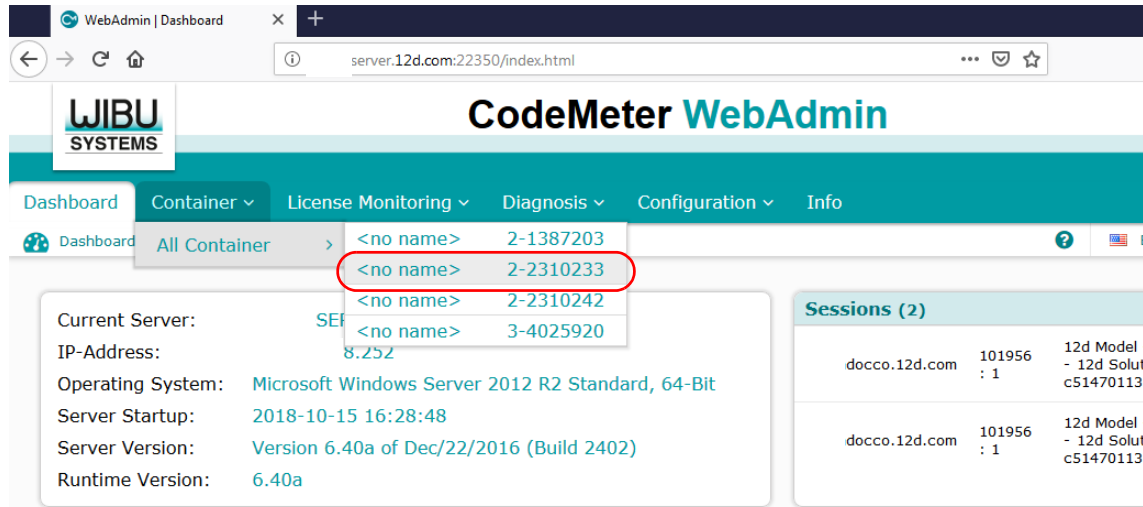 WebAdmin | Dashboard
server.12d.com:22350/index.html
WIBU
SYSTEMS
CodeMeter WebAdmin
Dashboard Container License Monitoring Diagnosis Configuration Info
Dashboard
All Container
<no name> 2-1387203
<no name> 2-2310233
<no name> 2-2310242
<no name> 3-4025920
Current Server:
IP-Address: 8.252
Operating System: Microsoft Windows Server 2012 R2 Standard, 64-Bit
Server Startup: 2018-10-15 16:28:48
Server Version: Version 6.40a of Dec/22/2016 (Build 2402)
Runtime Version: 6.40a
Sessions (2)
docco.12d.com
101956
: 1
12d Model
- 12d Solut
c51470113
docco.12d.com
101956
: 1
12d Model
- 12d Solut
c51470113